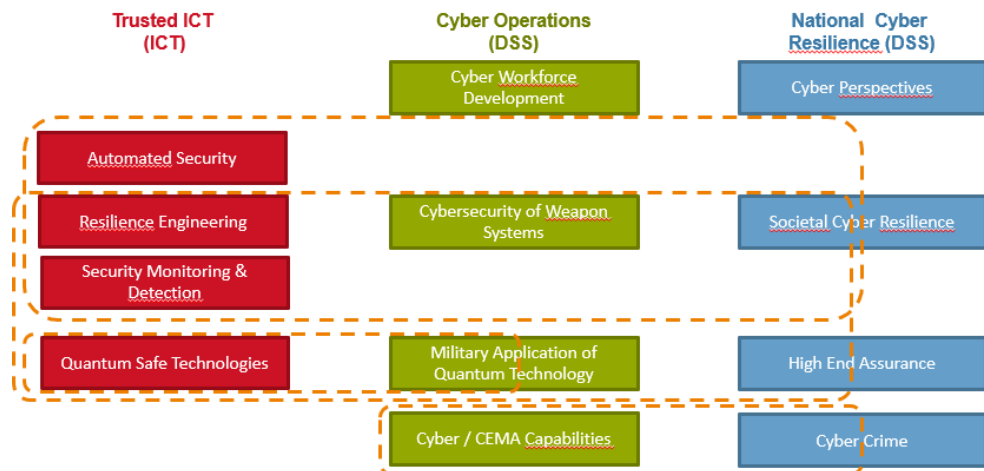 Trusted ICT
(ICT)
Cyber Operations
(DSS)
National Cyber
Resilience (DSS)
Cyber Workforce
Development
Cyber Perspectives
Automated Security
Resilience Engineering
Cybersecurity of Weapon
Systems
Societal Cyber Resilience
Security Monitoring &
Detection
Quantum Safe Technologies
Military Application of
Quantum Technology
High End Assurance
Cyber / CEMA Capabilities
Cyber Crime